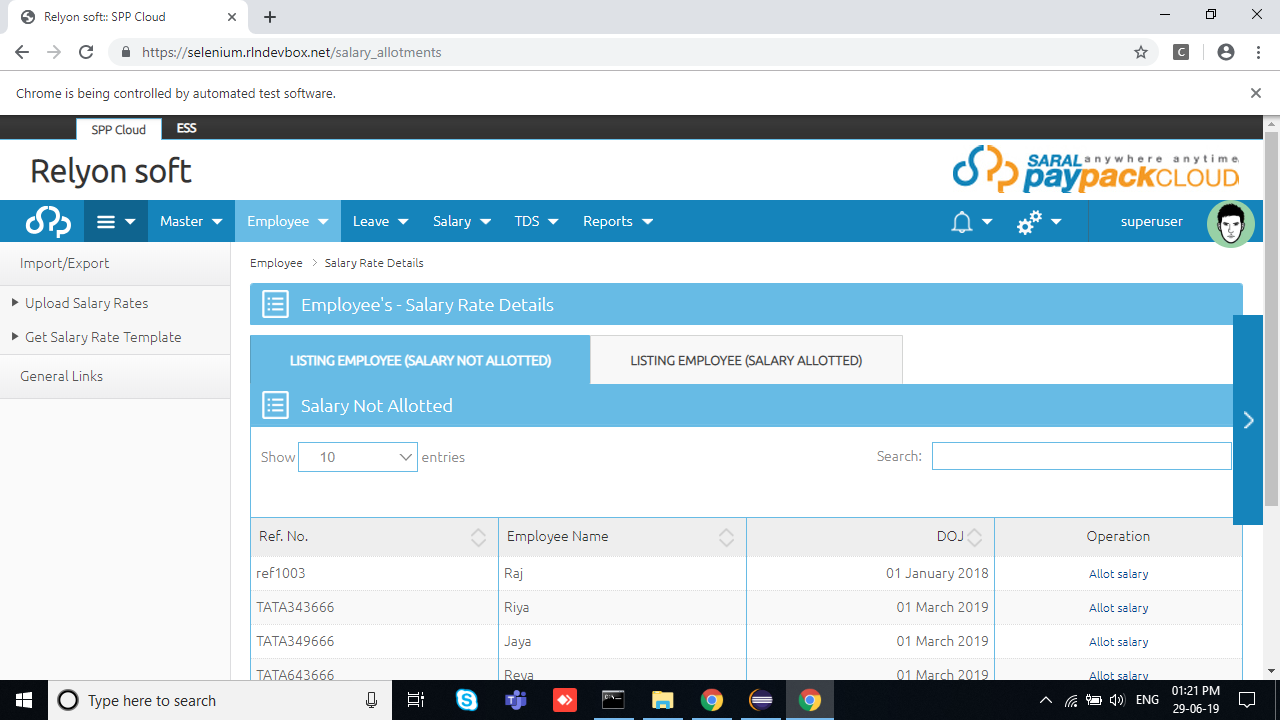 Relyon soft:: SPP Cloud
https://selenium.rlndevbox.net/salary_allotments
C
Chrome is being controlled by automated test software.
SPP Cloud ESS
Relyon soft
SARAL anywhere anytime
paypackCLOUD
Master Employee Leave Salary TDS Reports superuser
Import/Export
Upload Salary Rates
Get Salary Rate Template
General Links
Employee > Salary Rate Details
Employee's - Salary Rate Details
LISTING EMPLOYEE (SALARY NOT ALLOTTED) LISTING EMPLOYEE (SALARY ALLOTTED)
Salary Not Allotted
Show 10 entries Search:
Ref. No. Employee Name DOJ Operation
ref1003 Raj 01 January 2018 Allot salary
TATA343666 Riya 01 March 2019 Allot salary
TATA349666 Jaya 01 March 2019 Allot salary
TATA643666 Reya 01 March 2019 Allot salary
Type here to search
ENG
01:21 PM
29-06-19